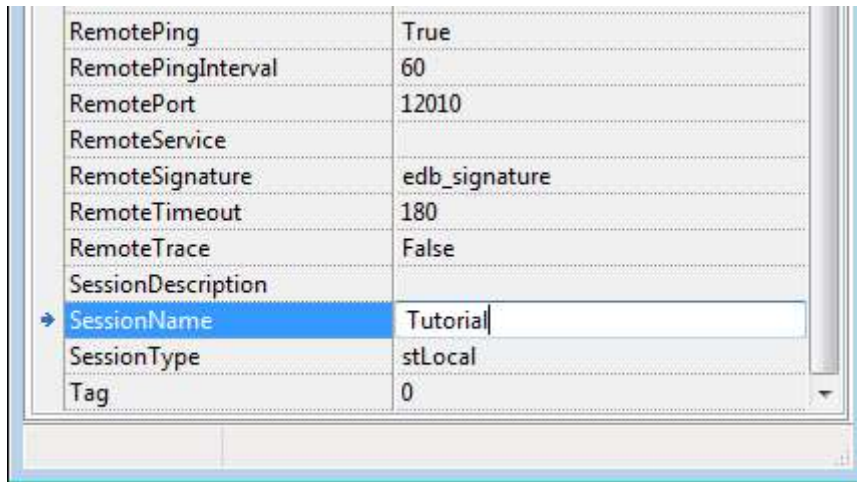 RemotePing True
RemotePingInterval 60
RemotePort 12010
RemoteService
RemoteSignature edb_signature
RemoteTimeout 180
RemoteTrace False
SessionDescription
SessionName Tutorial
SessionType stLocal
Tag 0